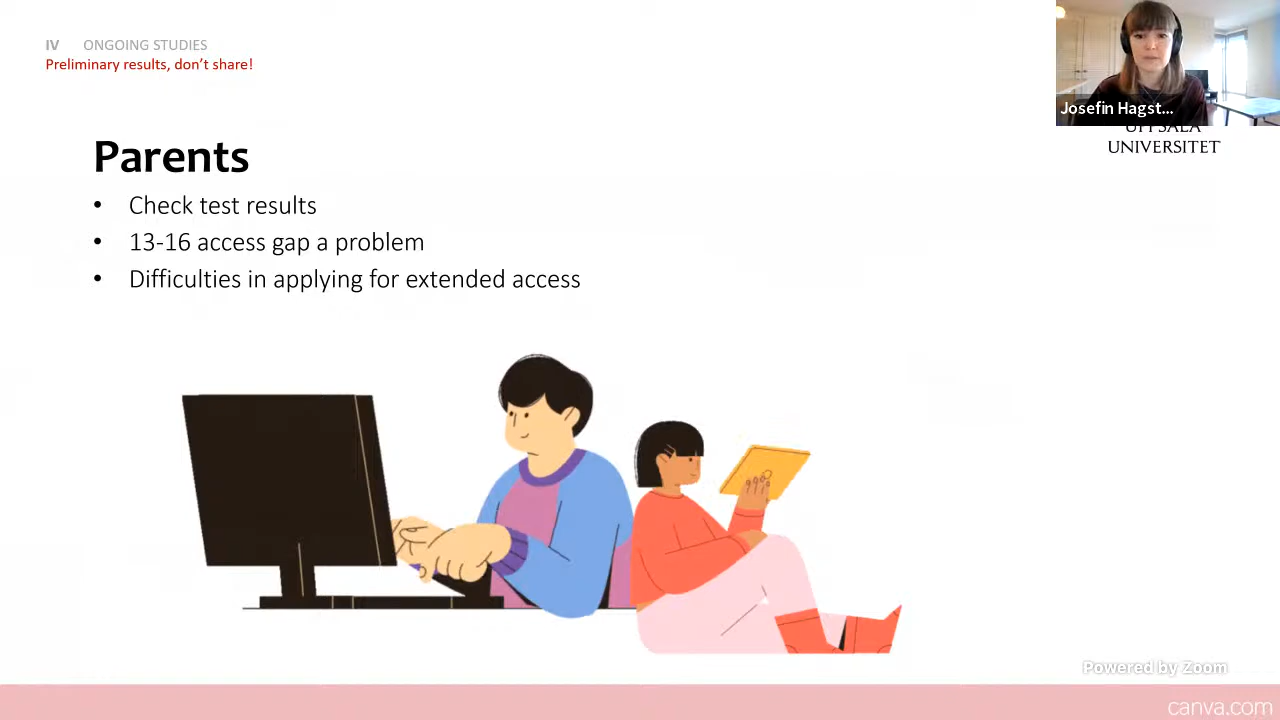 IV ONGOING STUDIES
Preliminary results, don't share!
Josefin Hagst...
UPPSALA
UNIVERSITET
Parents
• Check test results
• 13-16 access gap a problem
• Difficulties in applying for extended access
Powered by Zoom
canva.com